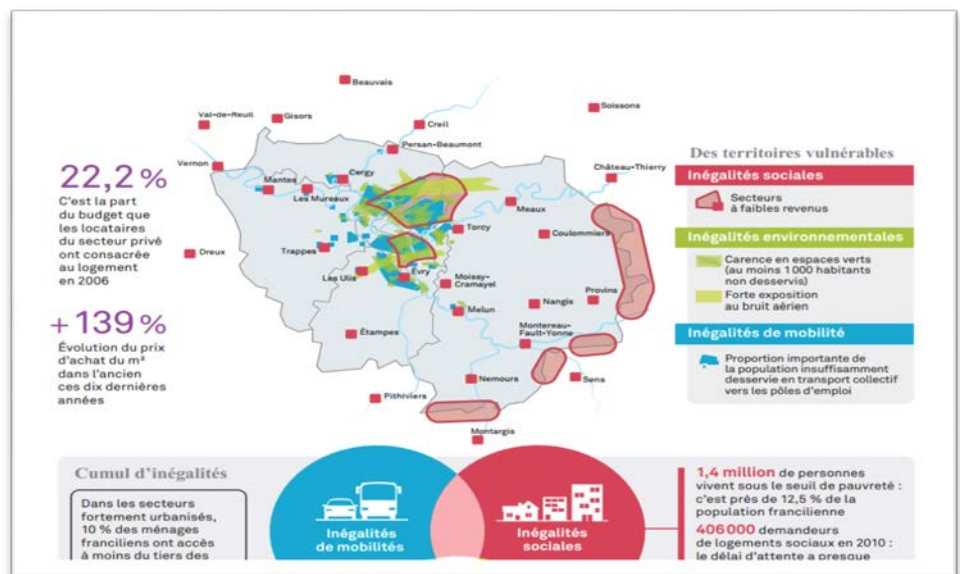 Beauvais
Soissons
Val-de-Reuil
Gisors
Creil
Persan-Beaumont
Vernon
Mantes
Cergy
Les Mureaux
Château-Thierry
Meaux
Torcy
Coulommiers
Dreux
Trappes
Les Ulis
Évry
Moissy-
Cramayel
Provins
Nangis
Melun
Étampes
Montereau-
Fault-Yonne
Nemours
Sens
Pithiviers
Montargis
22,2 %
C'est la part
du budget que
les locataires
du secteur privé
ont consacrée
au logement
en 2006
+ 139 %
Évolution du prix
d'achat du m²
dans l'ancien
ces dix dernières
années
Des territoires vulnérables
Inégalités sociales
Secteurs
à faibles revenus
Inégalités environnementales
Carence en espaces verts
(au moins 1 000 habitants
non desservis)
Forte exposition
au bruit aérien
Inégalités de mobilité
Proportion importante de
la population insuffisamment
desservie en transport collectif
vers les pôles d'emploi
Cumul d'inégalités
Dans les secteurs
fortement urbanisés,
10 % des ménages
franciliens ont accès
à moins du tiers des
Inégalités
de mobilités
Inégalités
sociales
1,4 million de personnes
vivent sous le seuil de pauvreté :
c'est près de 12,5 % de la
population francilienne
406 000 demandeurs
de logements sociaux en 2010 :
le délai d'attente a presque